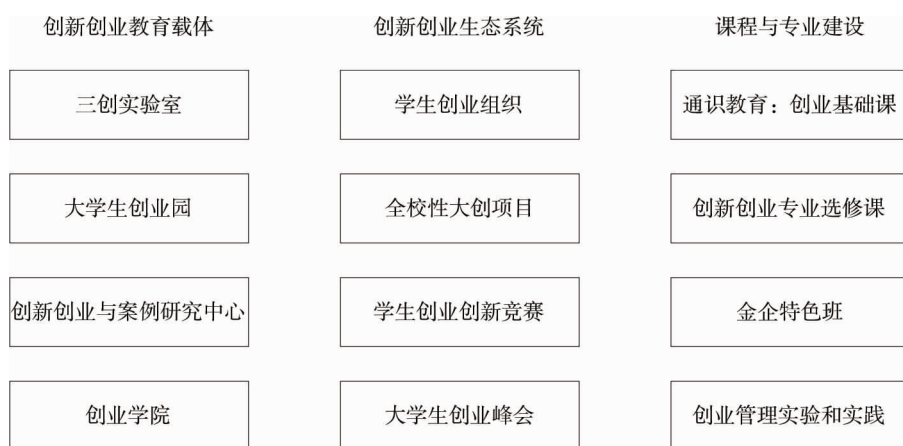 创新创业教育载体
创新创业生态系统
课程与专业建设
三创实验室
学生创业组织
通识教育：创业基础课
大学生创业园
全校性大创项目
创新创业专业选修课
创新创业与案例研究中心
学生创业创新竞赛
金企特色班
创业学院
大学生创业峰会
创业管理实验和实践